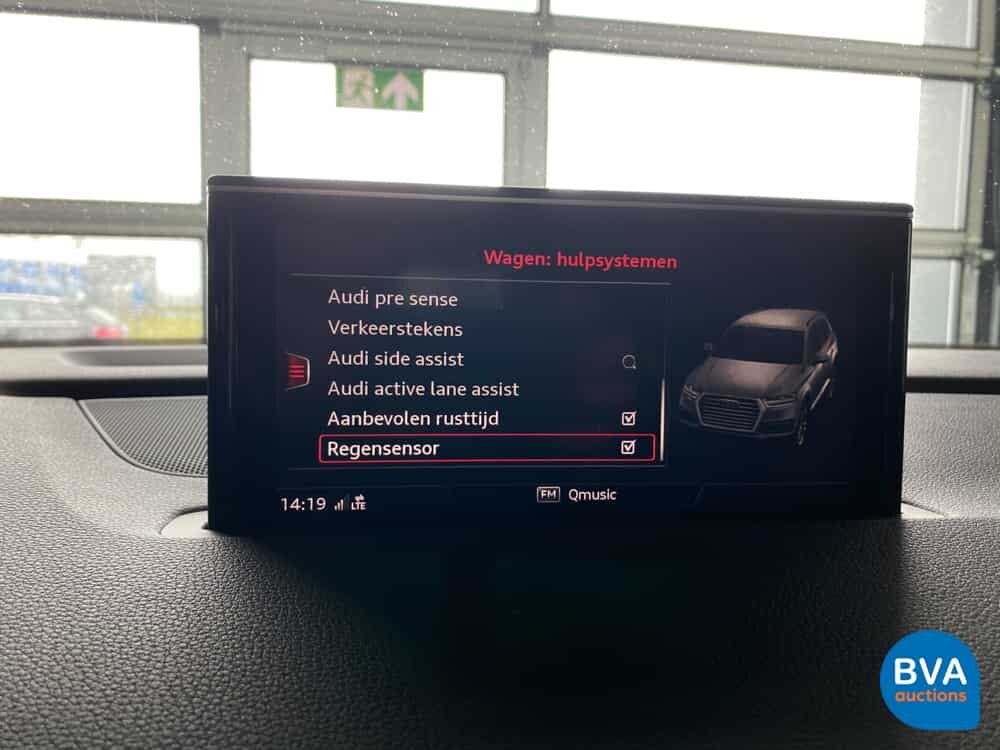 Wagen: hulpsystemen
Audi pre sense
Verkeerstekens
Audi side assist
Audi active lane assist
Aanbevolen rusttijd
Regensensor
14:19 LTE
FM Qmusic
BVA
auctions